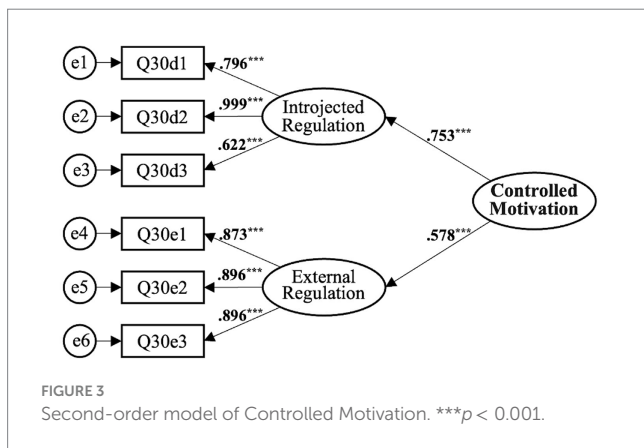 e1 Q30d1
.796***
e2 Q30d2
.999***
Introjected
Regulation
e3 Q30d3
.622***
.753***
Controlled
Motivation
e4 Q30e1
.873***
.578***
e5 Q30e2
.896***
External
Regulation
e6 Q30e3
.896***
FIGURE 3
Second-order model of Controlled Motivation. ***p < 0.001.